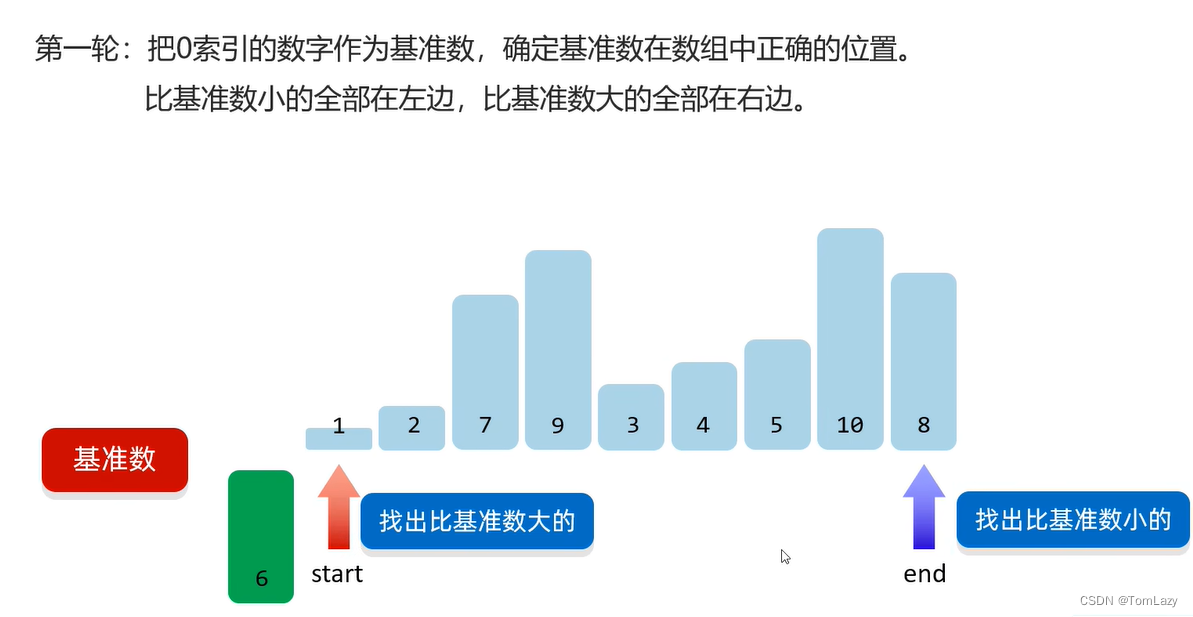 第一轮：把0索引的数字作为基准数，确定基准数在数组中正确的位置。
比基准数小的全部在左边，比基准数大的全部在右边。
1 2 7 9 3 4 5 10 8
基准数
找出比基准数大的
找出比基准数小的
6
start
end
CSDN @TomLazy